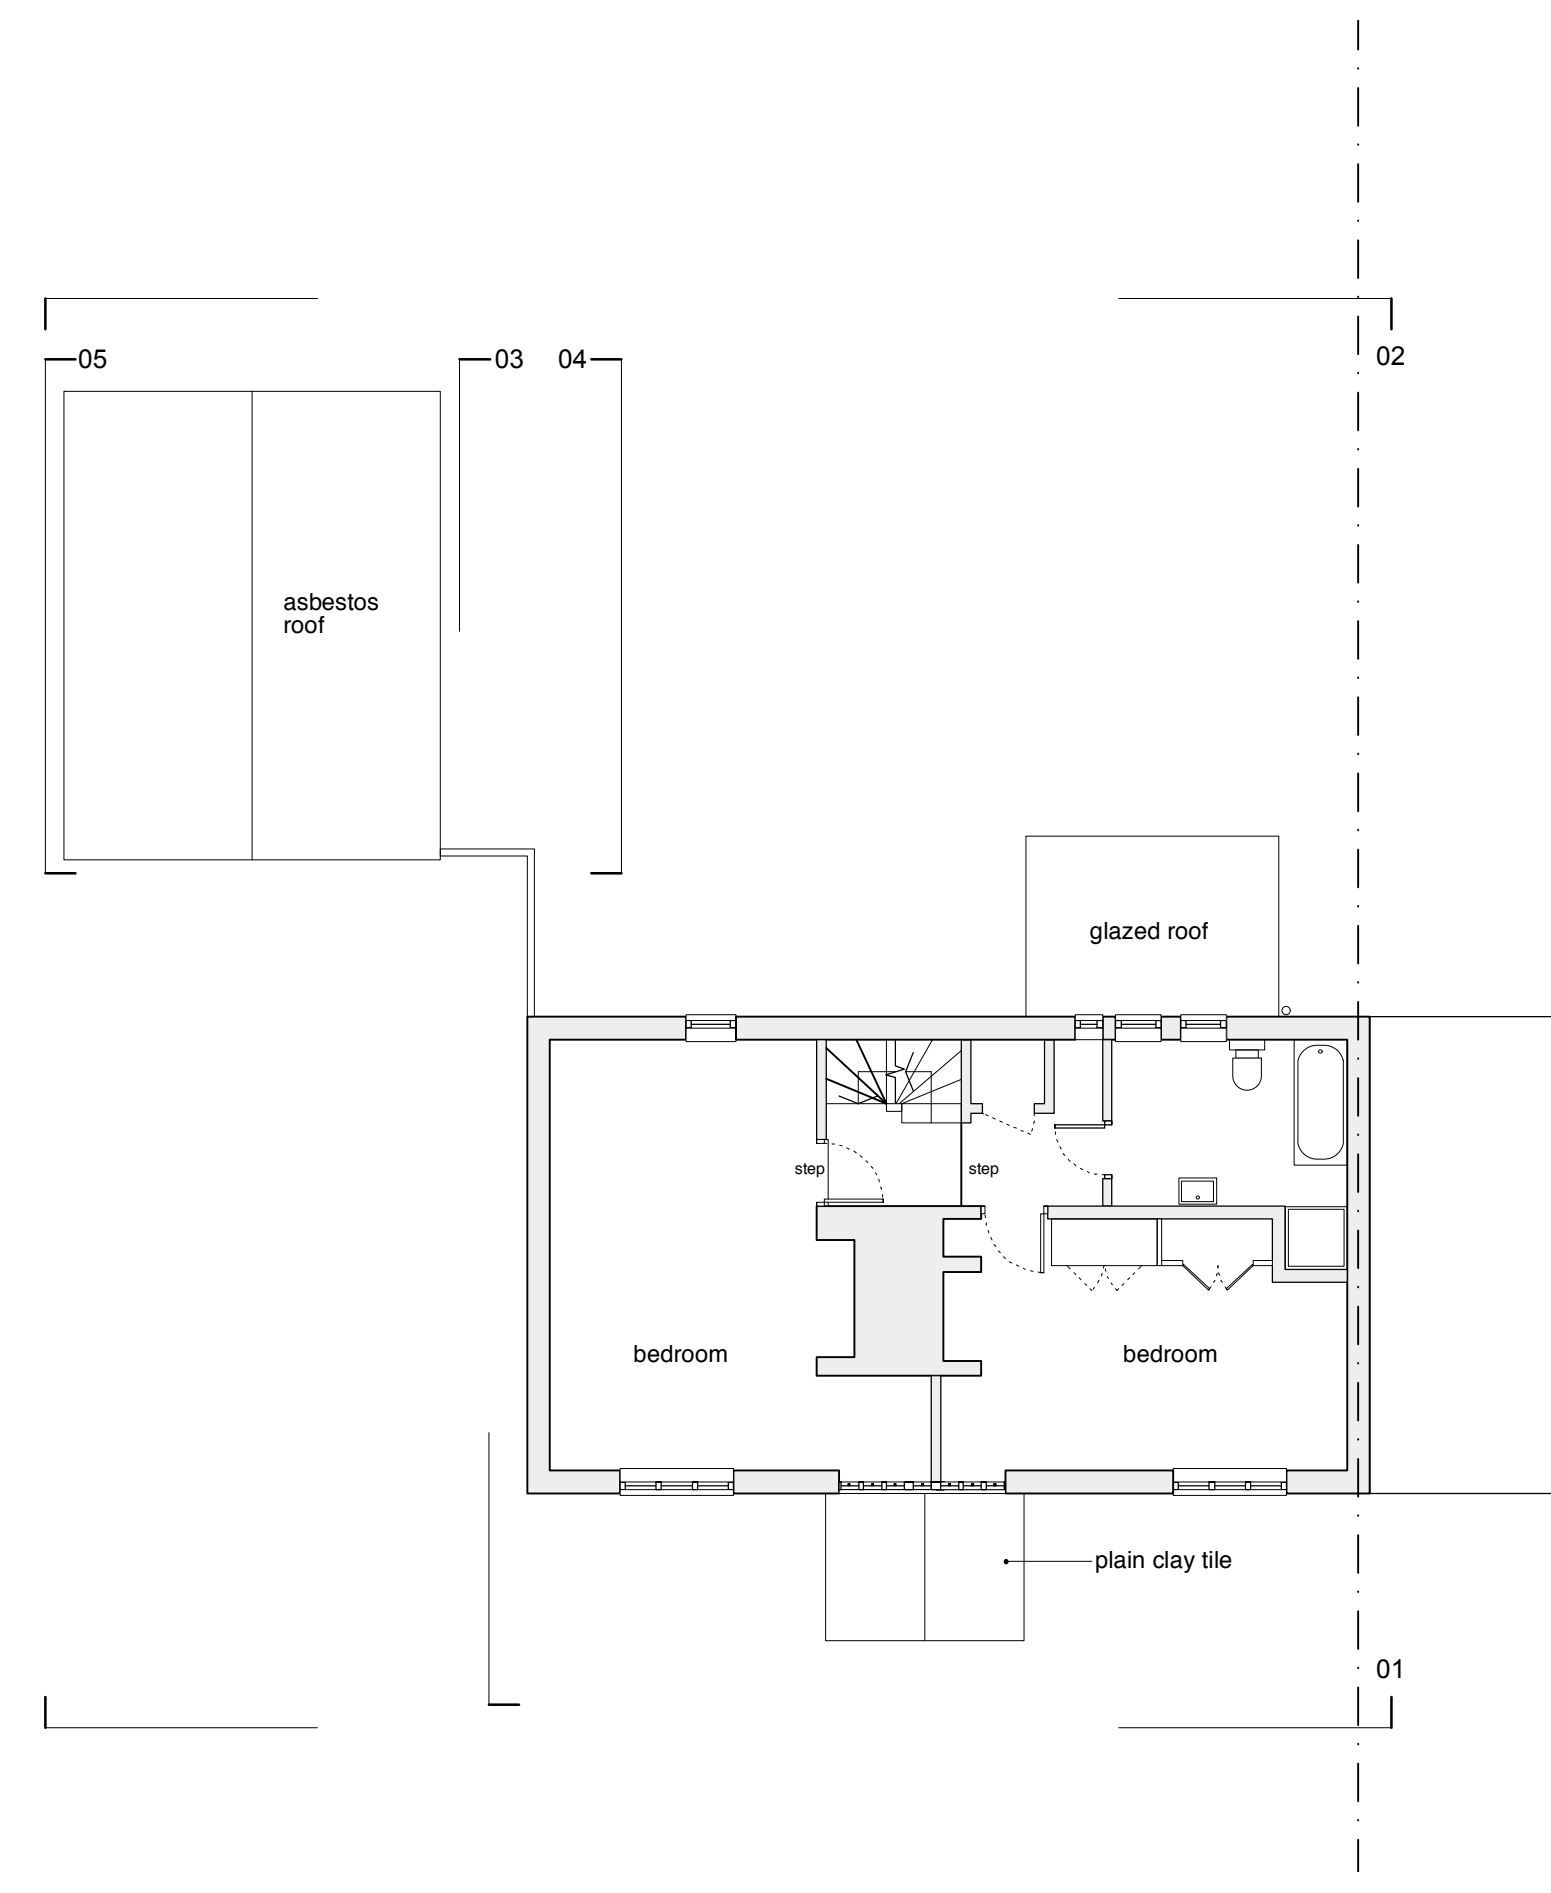 02
05
03
04
asbestos
roof
glazed roof
step
step
bedroom
bedroom
plain clay tile
01